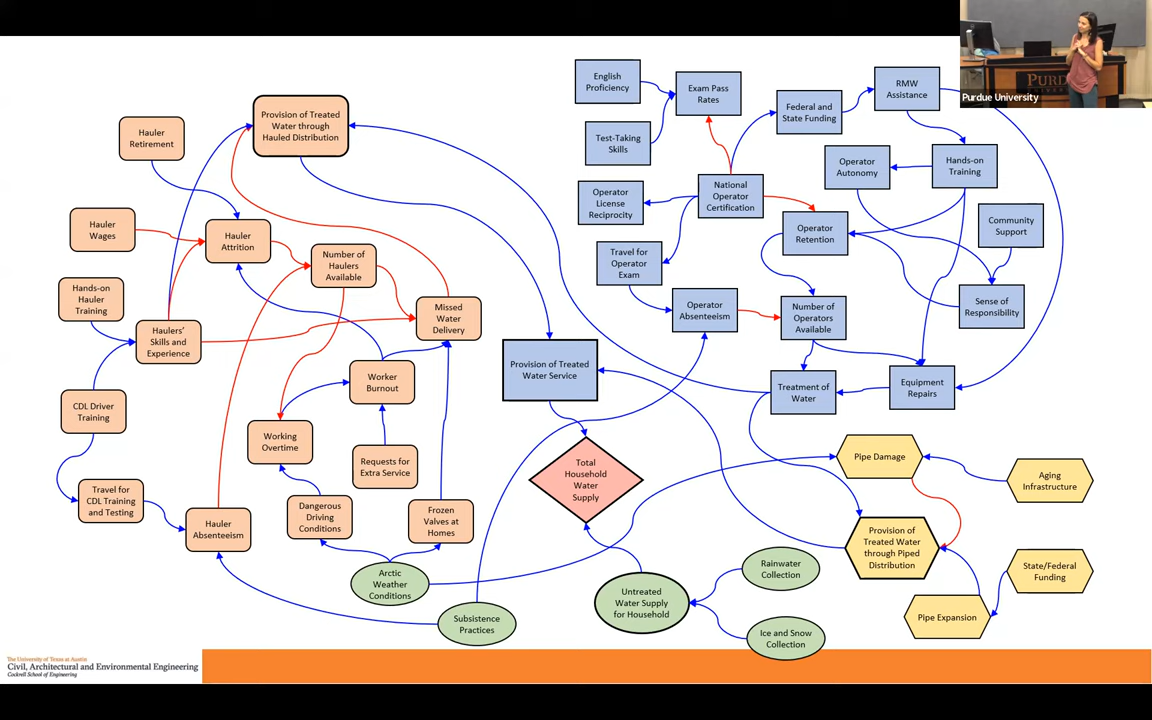 Provision of Treated
Water through
Hauled Distribution
Hauler
Retirement
Hauler
Wages
Hauler
Attrition
Number of
Haulers
Available
Hands-on
Hauler
Training
Haulers'
Skills and
Experience
Missed
Water
Delivery
Worker
Burnout
CDL Driver
Training
Working
Overtime
Requests for
Extra Service
Travel for
CDL Training
and Testing
Hauler
Absenteeism
Dangerous
Driving
Conditions
Frozen
Valves at
Homes
Arctic
Weather
Conditions
Subsistence
Practices
English
Proficiency
Exam Pass
Rates
Test-Taking
Skills
Federal and
State Funding
RMW
Assistance
Operator
Autonomy
Hands-on
Training
Operator
License
Reciprocity
National
Operator
Certification
Operator
Retention
Community
Support
Travel for
Operator
Exam
Operator
Absenteeism
Number of
Operators
Available
Sense of
Responsibility
Provision of Treated
Water Service
Treatment of
Water
Equipment
Repairs
Total
Household
Water
Supply
Pipe Damage
Aging
Infrastructure
Provision of
Treated Water
through Piped
Distribution
State/Federal
Funding
Pipe Expansion
Rainwater
Collection
Untreated
Water Supply
for Household
Ice and Snow
Collection
PURDUE
Purdue University
The University of Texas at Austin
Civil, Architectural and Environmental Engineering
Cockrell School of Engineering